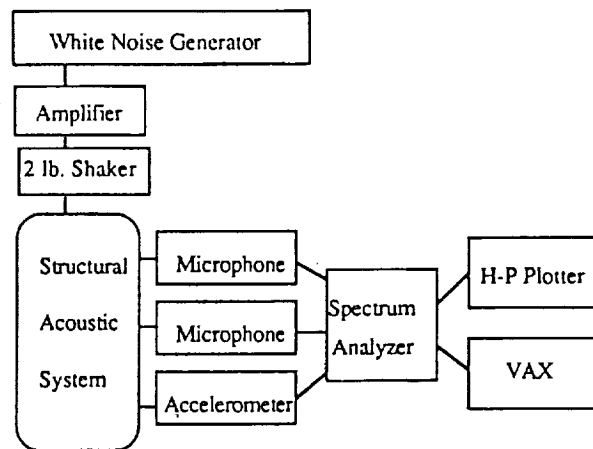 White Noise Generator
Amplifier
2 lb. Shaker
Structural
Acoustic
System
Microphone
Microphone
Accelerometer
Spectrum
Analyzer
H-P Plotter
VAX